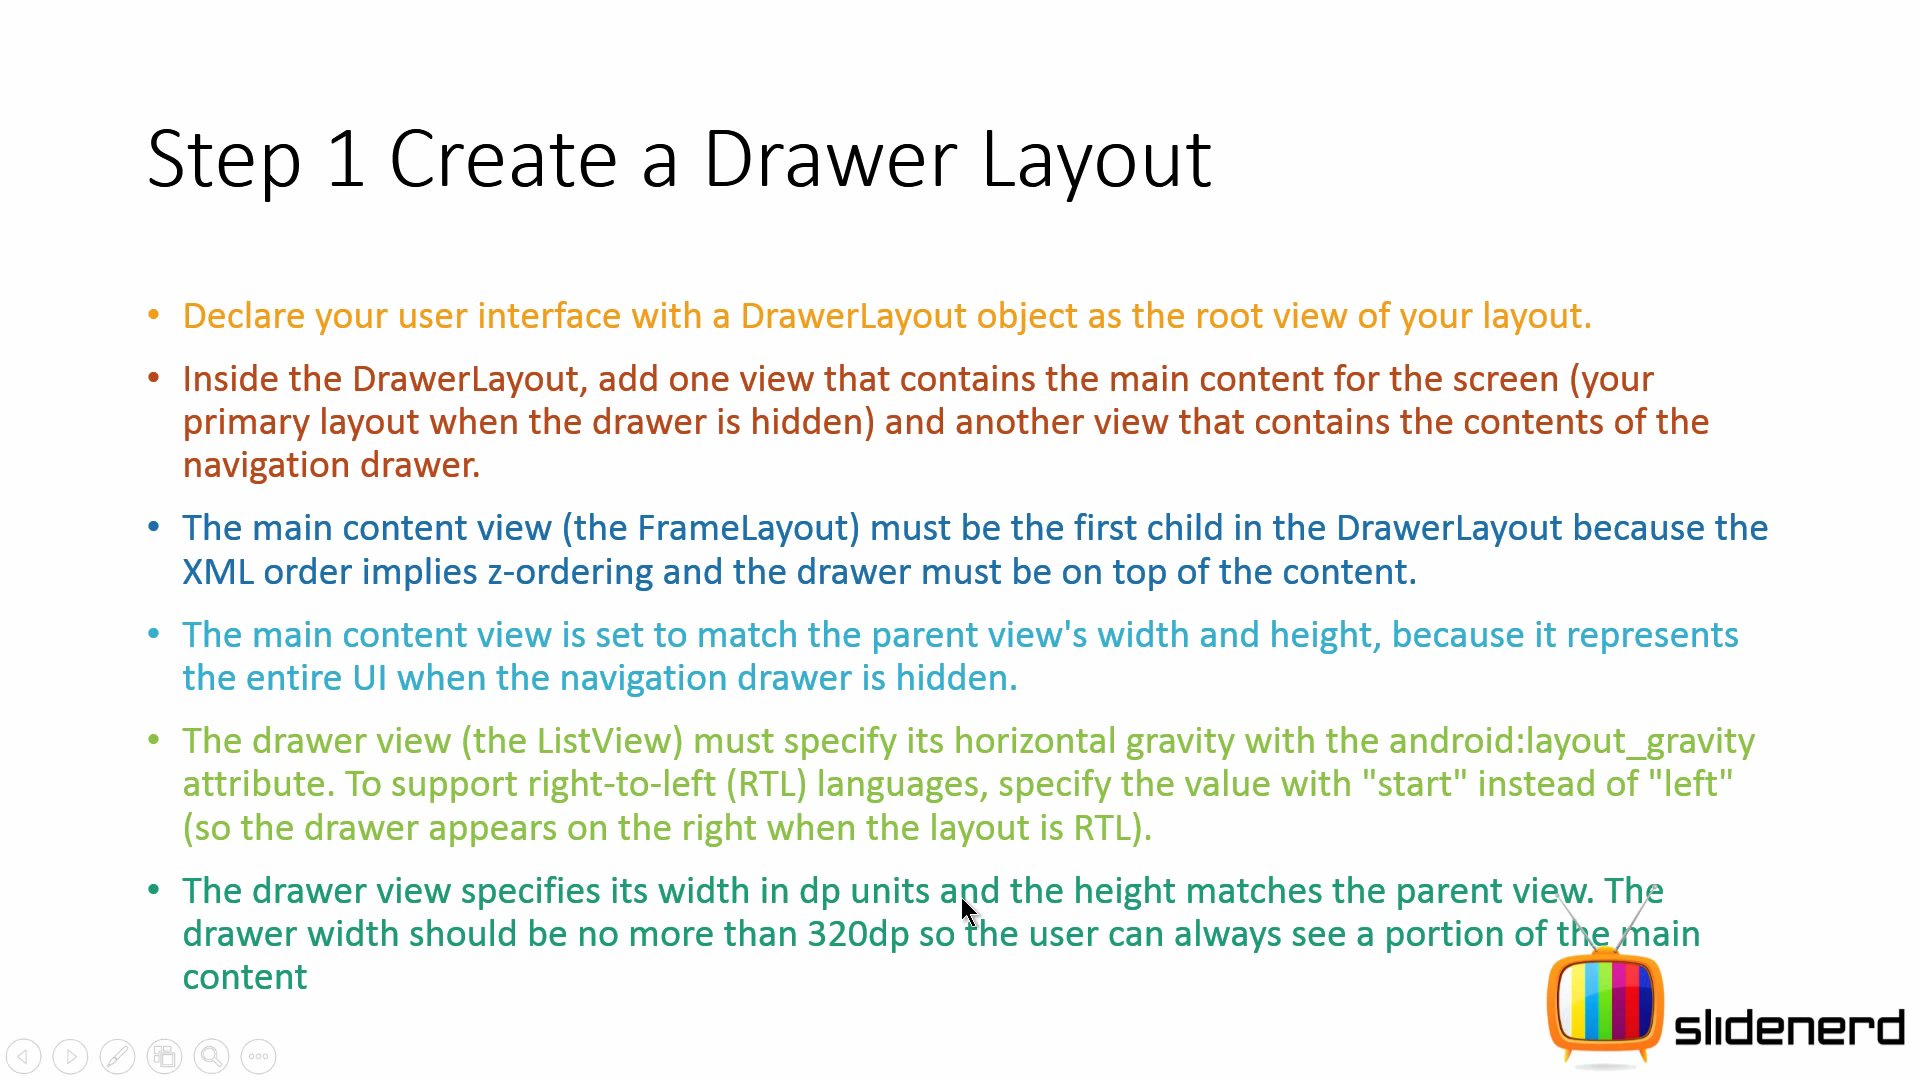 Step 1 Create a Drawer Layout
• Declare your user interface with a DrawerLayout object as the root view of your layout.
• Inside the DrawerLayout, add one view that contains the main content for the screen (your
primary layout when the drawer is hidden) and another view that contains the contents of the
navigation drawer.
• The main content view (the FrameLayout) must be the first child in the DrawerLayout because the
XML order implies z-ordering and the drawer must be on top of the content.
• The main content view is set to match the parent view's width and height, because it represents
the entire UI when the navigation drawer is hidden.
• The drawer view (the ListView) must specify its horizontal gravity with the android:layout_gravity
attribute. To support right-to-left (RTL) languages, specify the value with "start" instead of "left"
(so the drawer appears on the right when the layout is RTL).
• The drawer view specifies its width in dp units and the height matches the parent view. The
drawer width should be no more than 320dp so the user can always see a portion of the main
content
slidenerd